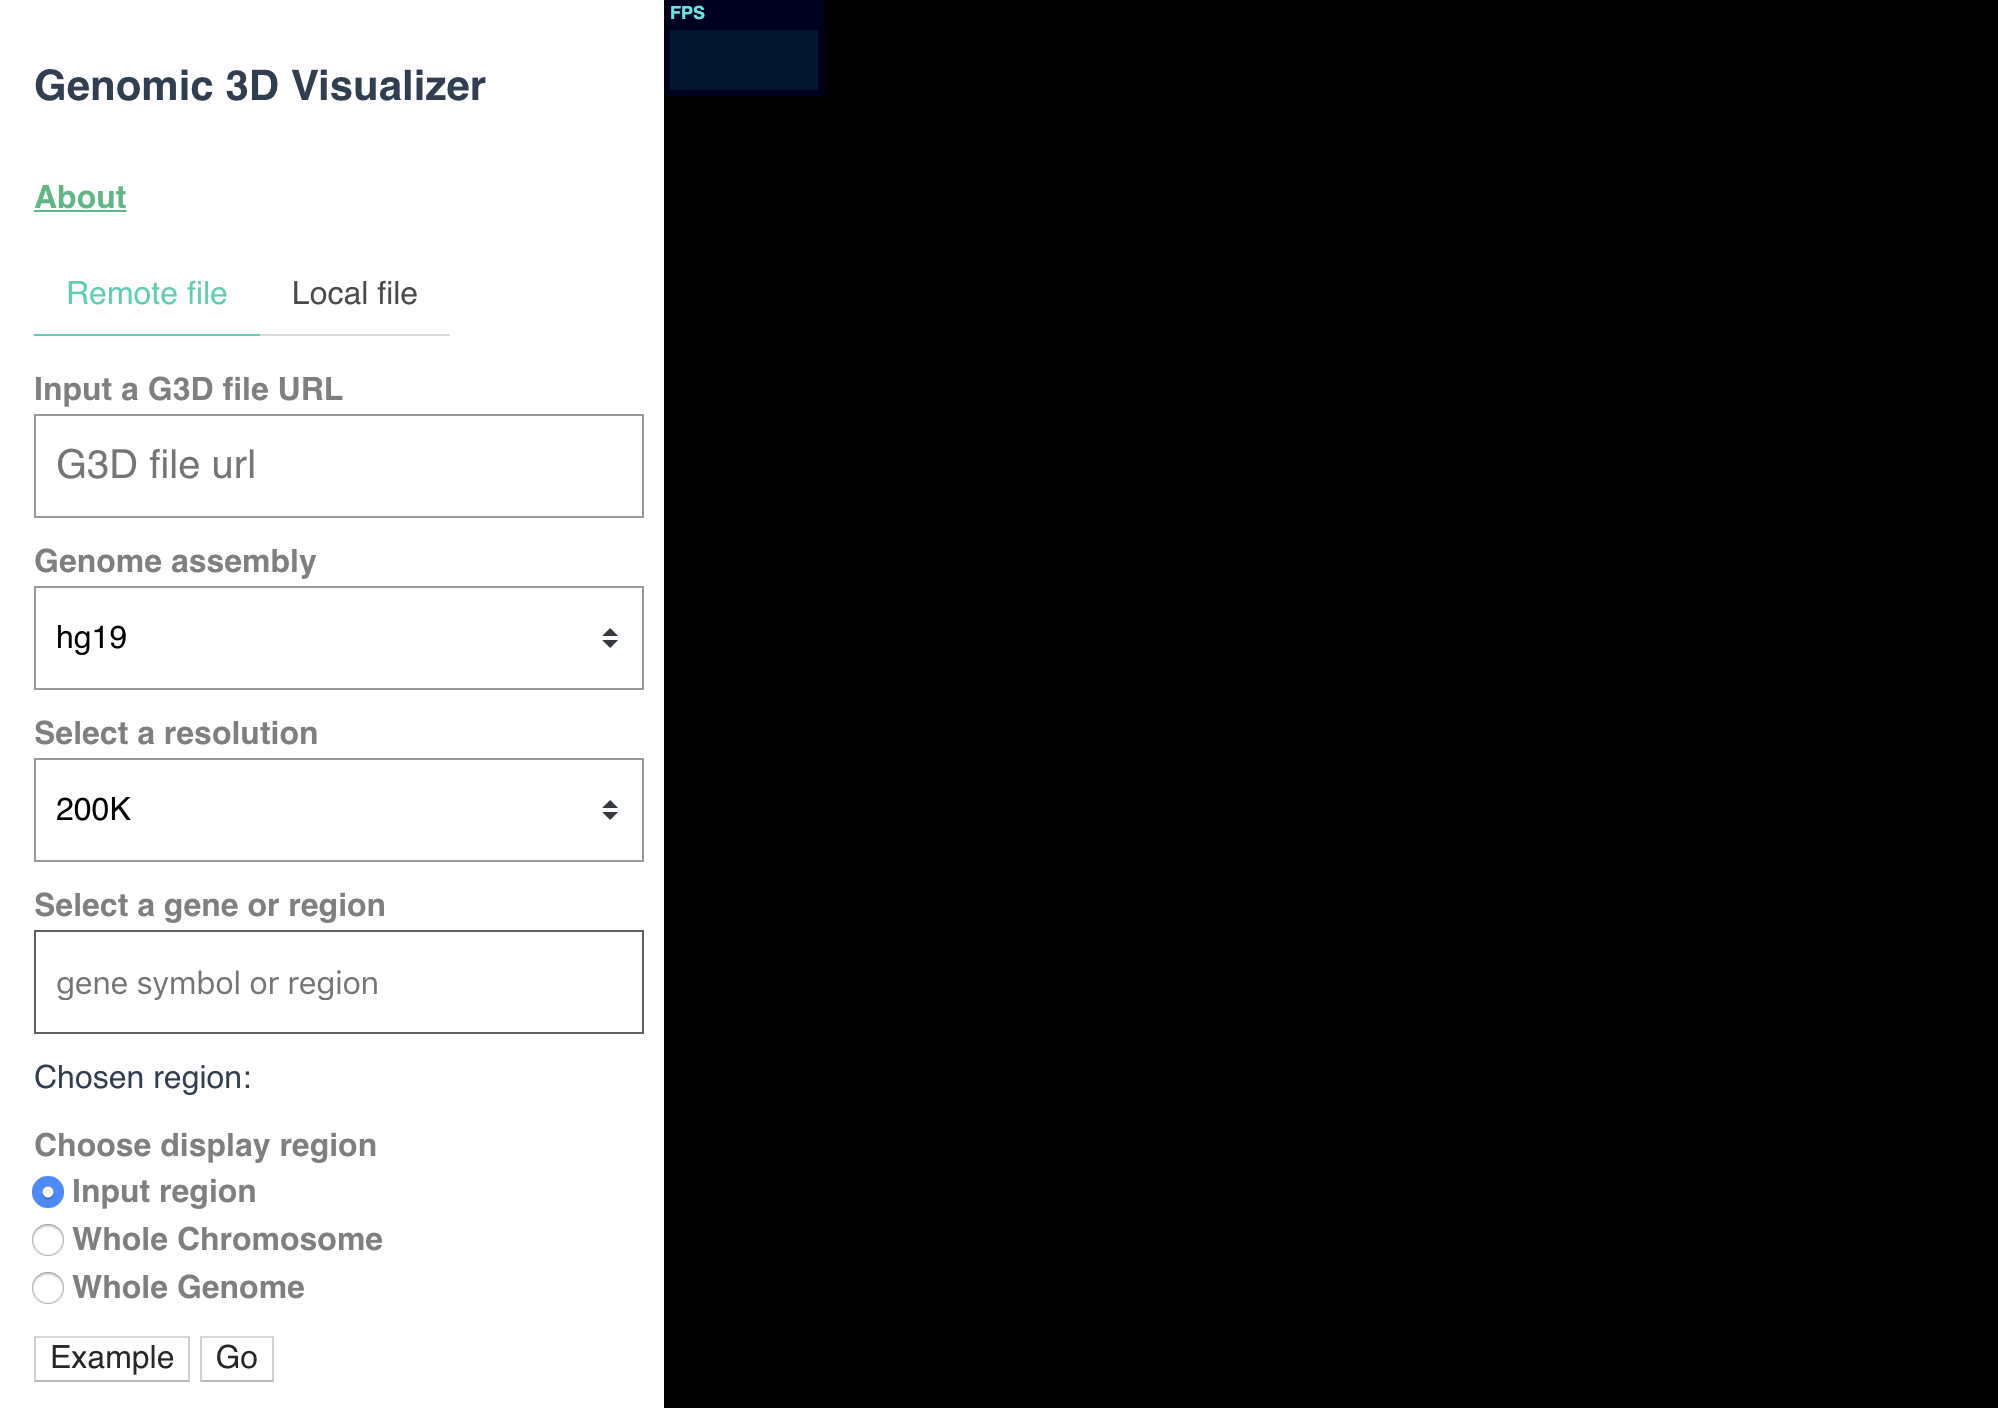 Genomic 3D Visualizer
FPS
About
Remote file
Local file
Input a G3D file URL
G3D file url
Genome assembly
hg19
Select a resolution
200K
Select a gene or region
gene symbol or region
Chosen region:
Choose display region
Input region
Whole Chromosome
Whole Genome
Example
Go